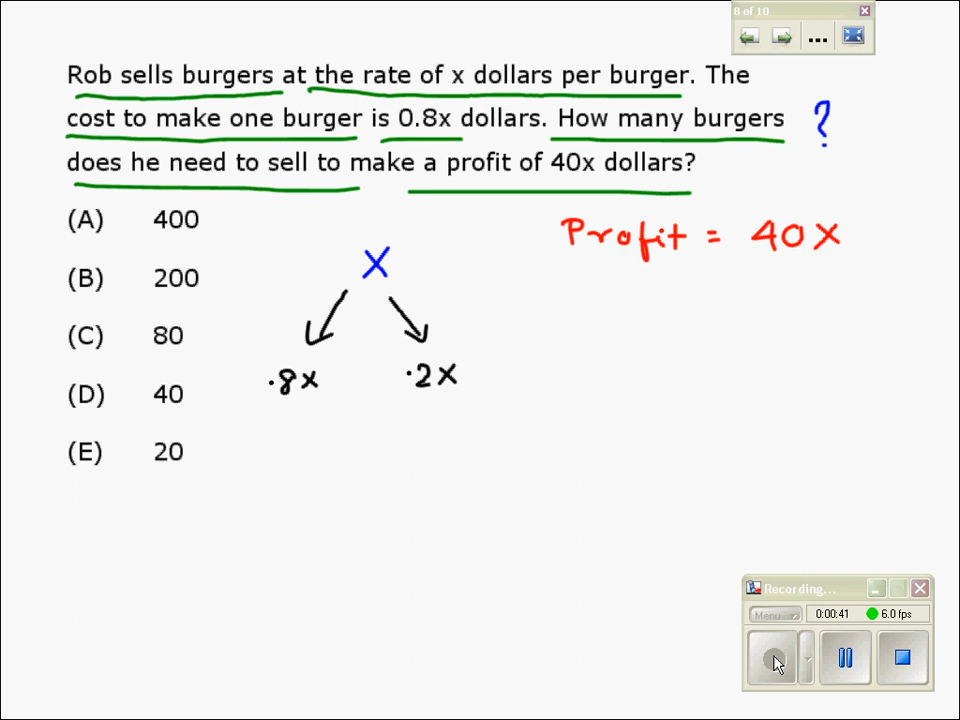 8 of 10
Rob sells burgers at the rate of x dollars per burger. The
cost to make one burger is 0.8x dollars. How many burgers ?
does he need to sell to make a profit of 40x dollars?
(A) 400
Profit = 40X
X
(B) 200
(C) 80
.8x .2x
(D) 40
(E) 20
Recording...
Menu 0:00:41 6.0 fps